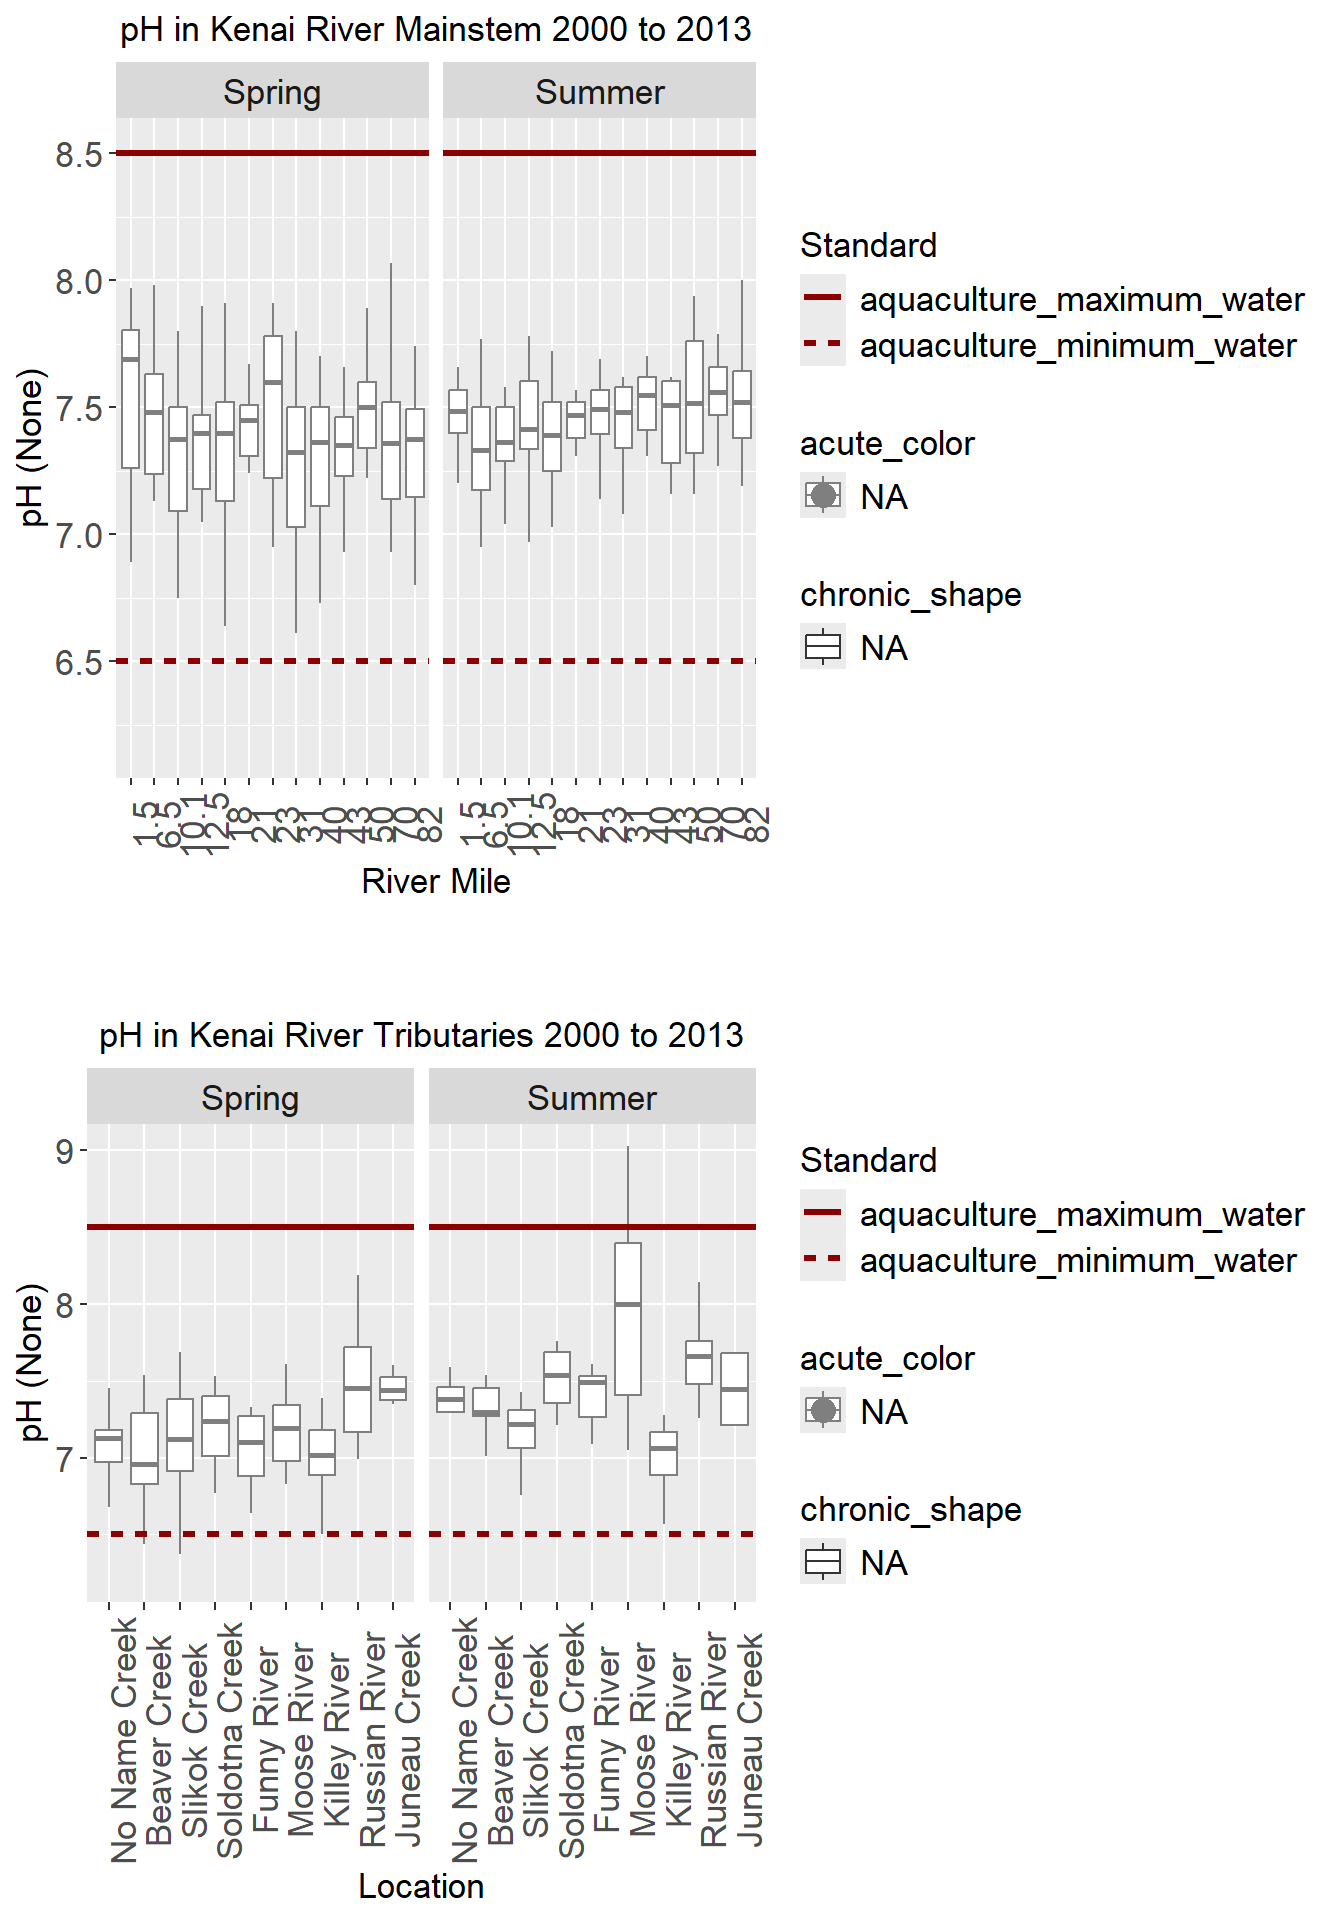 pH in Kenai River Mainstem 2000 to 2013
Spring
Summer
8.5
8.0
7.5
7.0
6.5
pH (None)
1.5
6.5
10.1
12.5
18
21
23
31
40
43
50
70
82
1.5
6.5
10.1
12.5
18
21
23
31
40
43
50
70
82
River Mile
Standard
aquaculture_maximum_water
aquaculture_minimum_water
acute_color
NA
chronic_shape
NA
pH in Kenai River Tributaries 2000 to 2013
Spring
Summer
9
8
7
pH (None)
No Name Creek
Beaver Creek
Slikok Creek
Soldotna Creek
Funny River
Moose River
Killey River
Russian River
Juneau Creek
No Name Creek
Beaver Creek
Slikok Creek
Soldotna Creek
Funny River
Moose River
Killey River
Russian River
Juneau Creek
Location
Standard
aquaculture_maximum_water
aquaculture_minimum_water
acute_color
NA
chronic_shape
NA